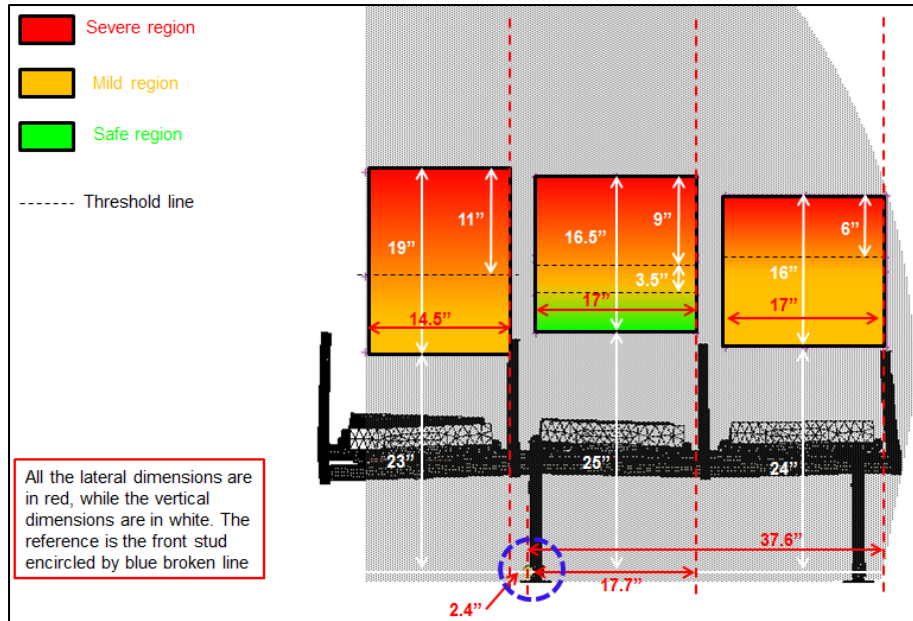 Severe region
Mild region
Safe region
Threshold line
11”
19”
14.5”
23”
9”
16.5”
3.5”
17”
25”
6”
16”
17”
24”
37.6”
17.7”
2.4”
All the lateral dimensions are
in red, while the vertical
dimensions are in white. The
reference is the front stud
encircled by blue broken line